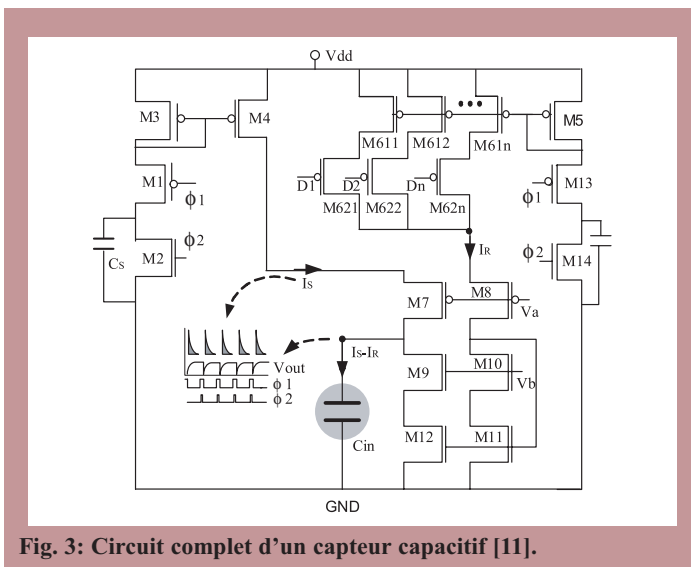 Vdd
M3 M4 M5
M611 M612 M61n
M1 ϕ1
D1 D2 Dn
ϕ1 M13
M621 M622 M62n
ϕ2
Cs M2
IR
ϕ2 M14
Is
M7 M8
Va
Vout
ϕ 1
ϕ 2
Is-IR
M9 M10
Vb
M12 M11
Cin
GND
Fig. 3: Circuit complet d'un capteur capacitif [11].